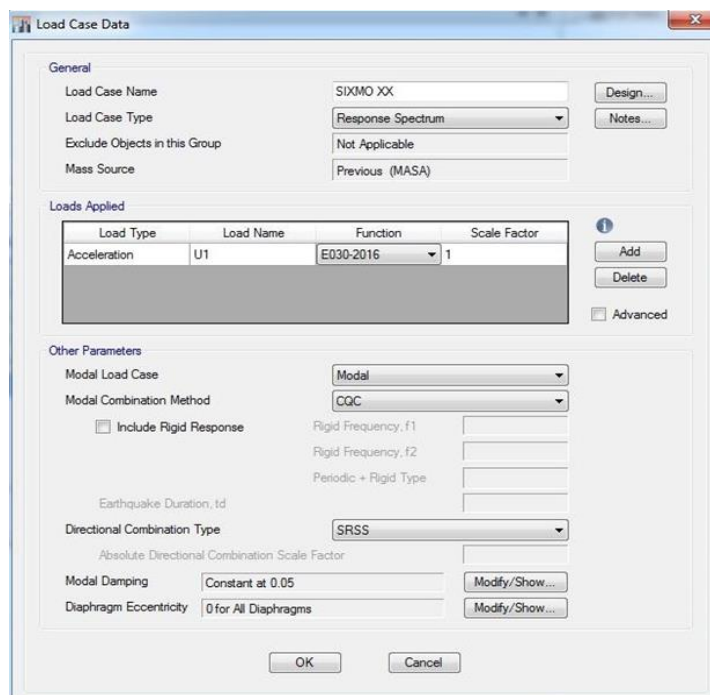 Load Case Data
General
Load Case Name SIXMO XX Design...
Load Case Type Response Spectrum Notes...
Exclude Objects in this Group Not Applicable
Mass Source Previous (MASA)
Loads Applied
Load Type Load Name Function Scale Factor
Acceleration U1 E030-2016 1
Add
Delete
Advanced
Other Parameters
Modal Load Case Modal
Modal Combination Method CQC
Include Rigid Response Rigid Frequency, f1
Rigid Frequency, f2
Periodic + Rigid Type
Earthquake Duration, td
Directional Combination Type SRSS
Absolute Directional Combination Scale Factor
Modal Damping Constant at 0.05 Modify/Show...
Diaphragm Eccentricity 0 for All Diaphragms Modify/Show...
OK Cancel